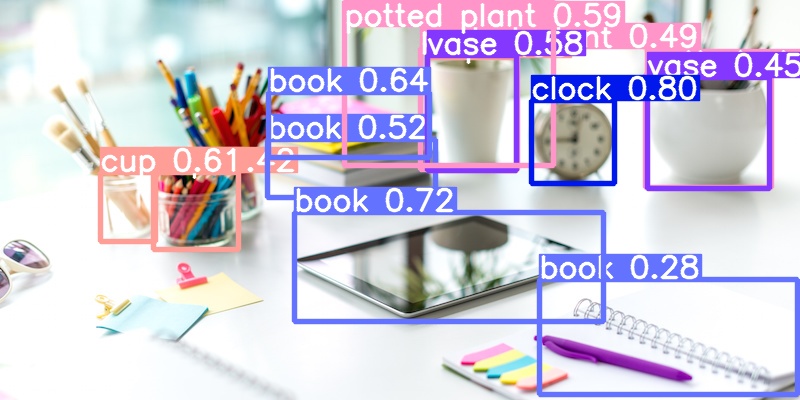 potted plant 0.59
vase 0.58
nt 0.49
vase 0.45
book 0.64
clock 0.80
book 0.52
cup 0.61
.42
book 0.72
book 0.28